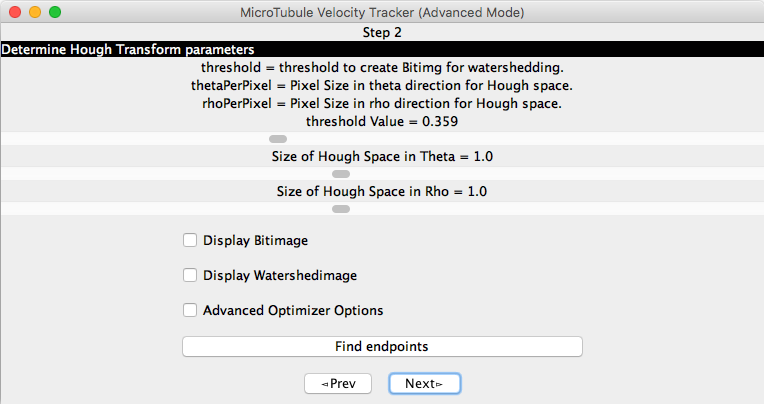 MicroTubule Velocity Tracker (Advanced Mode)
Step 2
Determine Hough Transform parameters
threshold = threshold to create Bitimg for watershedding.
thetaPerPixel = Pixel Size in theta direction for Hough space.
rhoPerPixel = Pixel Size in rho direction for Hough space.
threshold Value = 0.359
Size of Hough Space in Theta = 1.0
Size of Hough Space in Rho = 1.0
Display Bitimage
Display Watershedimage
Advanced Optimizer Options
Find endpoints
◅Prev Next▻